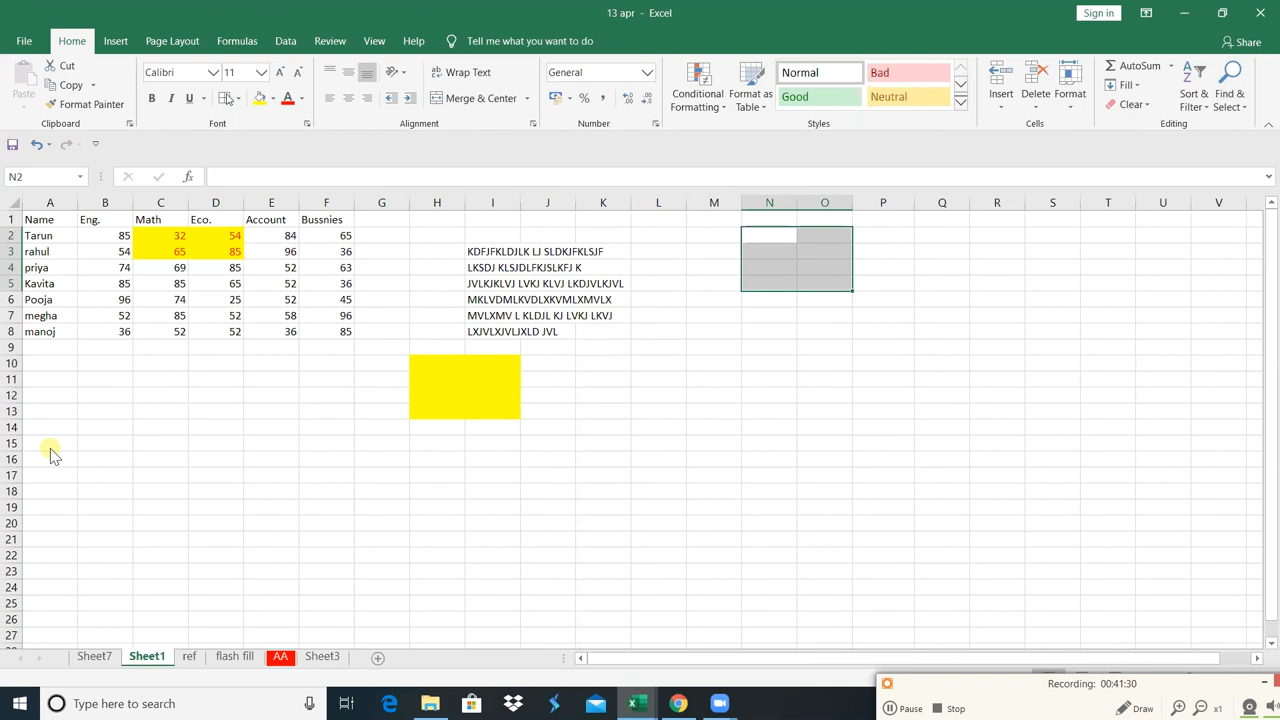 13 apr - Excel
Sign in
File Home Insert Page Layout Formulas Data Review View Help Tell me what you want to do Share
Paste
Cut
Copy
Format Painter
Clipboard
Calibri 11
A A
B I U A
Font
Wrap Text
Merge & Center
Alignment
General
%
Number
Conditional Formatting
Format as Table
Normal Bad
Good Neutral
Styles
Insert Delete Format
Cells
AutoSum
Fill
Clear
Sort & Filter
Find & Select
Editing
N2 fx
A B C D E F G H I J K L M N O P Q R S T U V
1 Name Eng. Math Eco. Account Bussnies
2 Tarun 85 32 54 84 65
3 rahul 54 65 85 96 36 KDFJFKLDJLK LJ SLDKJFKLSJF
4 priya 74 69 85 52 63 LKSDJ KLSJDLFKJSLKFJ K
5 Kavita 85 85 65 52 36 JVLKJKLVJ LVKJ KLVJ LKDJVLKJVL
6 Pooja 96 74 25 52 45 MKLVDMLKVDLXKVMLXMVLX
7 megha 52 85 52 58 96 MVLXMV L KLDJL KJ LVKJ LKVJ
8 manoj 36 52 52 36 85 LXJVLXJVLJXLD JVL
9
10
11
12
13
14
15
16
17
18
19
20
21
22
23
24
25
26
27
Sheet7 Sheet1 ref flash fill AA Sheet3
Recording: 00:41:30
Pause Stop Draw x1
Type here to search